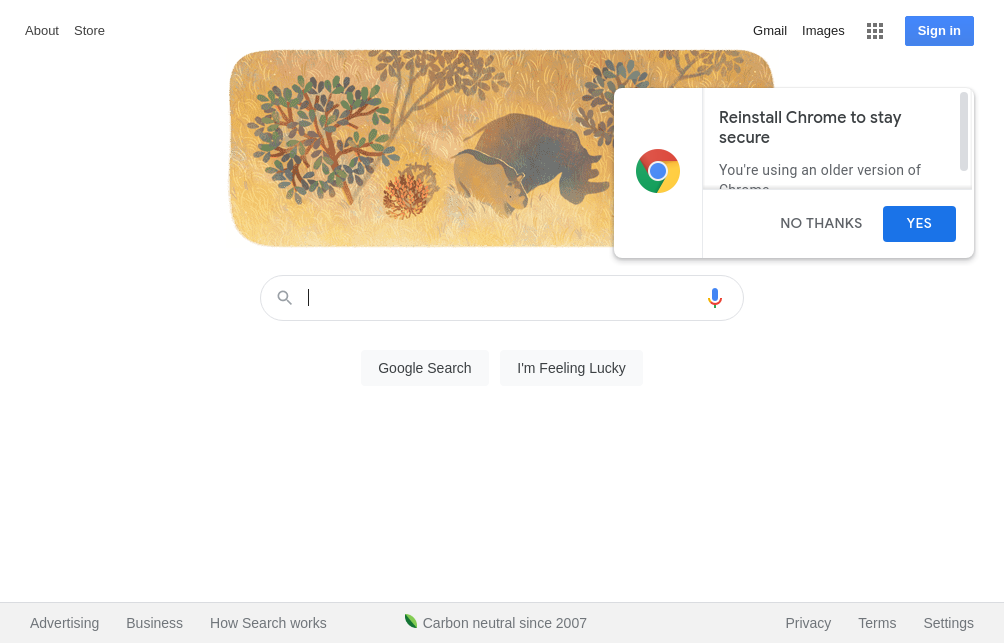 About Store Gmail Images Sign in
Reinstall Chrome to stay
secure
You're using an older version of
NO THANKS YES
Google Search I'm Feeling Lucky
Advertising Business How Search works Carbon neutral since 2007 Privacy Terms Settings